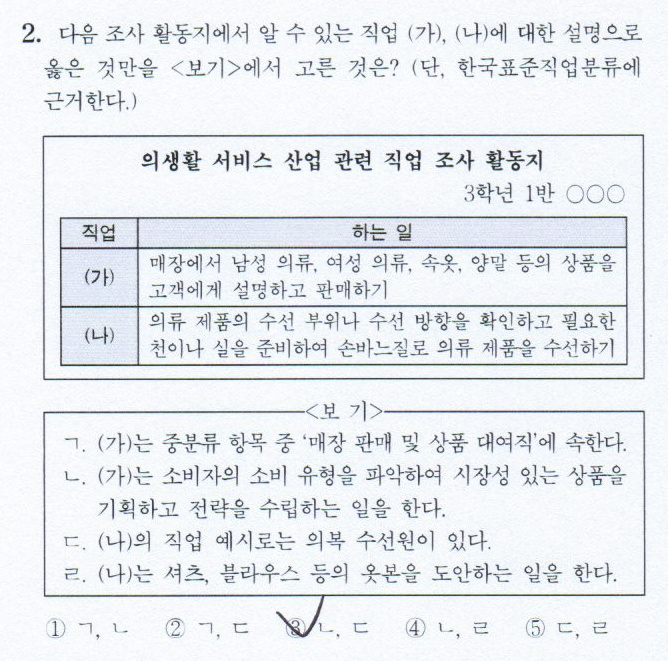 2. 다음 조사 활동지에서 알 수 있는 직업 (가), (나)에 대한 설명으로
옳은 것만을 <보기>에서 고른 것은? (단, 한국표준직업분류에
근거한다.)
의생활 서비스 산업 관련 직업 조사 활동지
3학년 1반 ○○○
직업 하는 일
(가) 매장에서 남성 의류, 여성 의류, 속옷, 양말 등의 상품을
고객에게 설명하고 판매하기
(나) 의류 제품의 수선 부위나 수선 방향을 확인하고 필요한
천이나 실을 준비하여 손바느질로 의류 제품을 수선하기
<보 기>
ㄱ. (가)는 중분류 항목 중 '매장 판매 및 상품 대여직'에 속한다.
ㄴ. (가)는 소비자의 소비 유형을 파악하여 시장성 있는 상품을
기획하고 전략을 수립하는 일을 한다.
ㄷ. (나)의 직업 예시로는 의복 수선원이 있다.
ㄹ. (나)는 셔츠, 블라우스 등의 옷본을 도안하는 일을 한다.
① ㄱ, ㄴ ② ㄱ, ㄷ ③ ㄴ, ㄷ ④ ㄴ, ㄹ ⑤ ㄷ, ㄹ